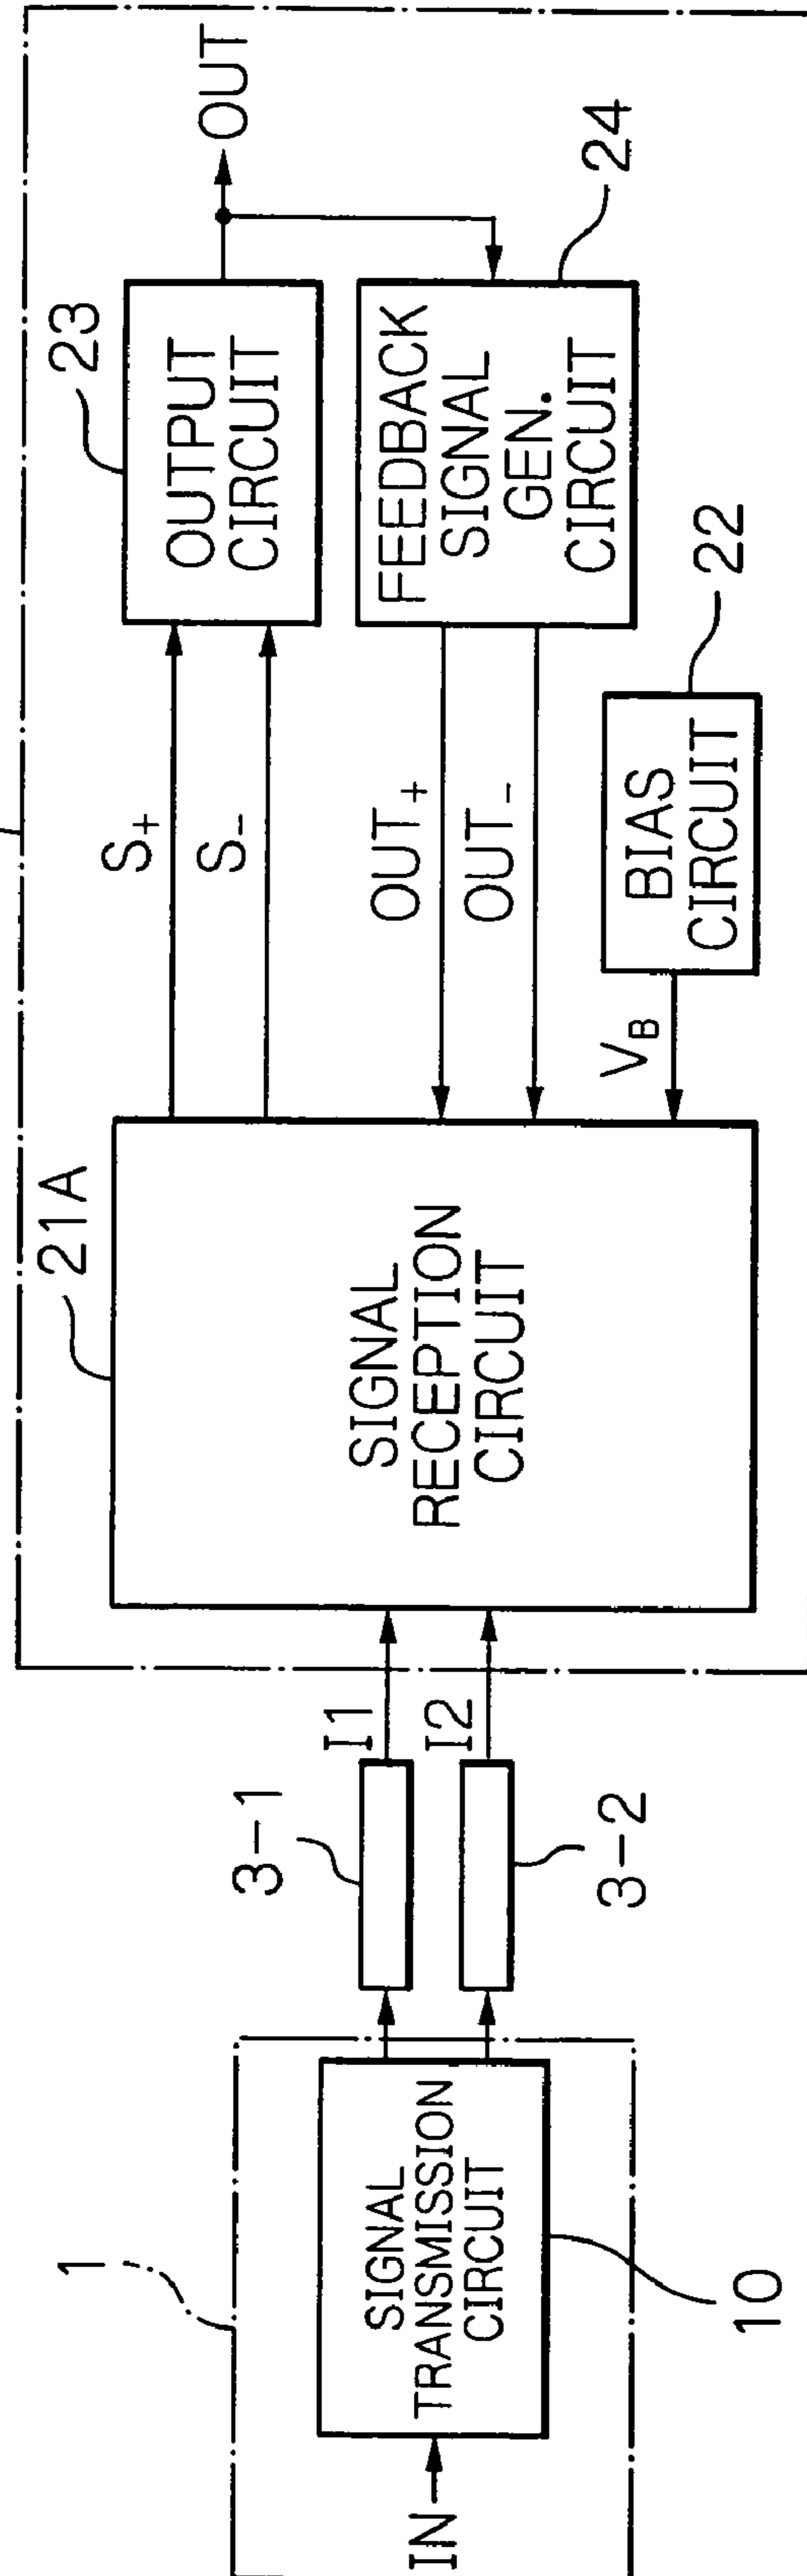 1
IN
SIGNAL
TRANSMISSION
CIRCUIT
10
3-1
3-2
I1
I2
21A
SIGNAL
RECEPTION
CIRCUIT
S+
S-
OUT+
OUT-
VB
23
OUTPUT
CIRCUIT
OUT
FEEDBACK
SIGNAL
GEN.
CIRCUIT
24
BIAS
CIRCUIT
22